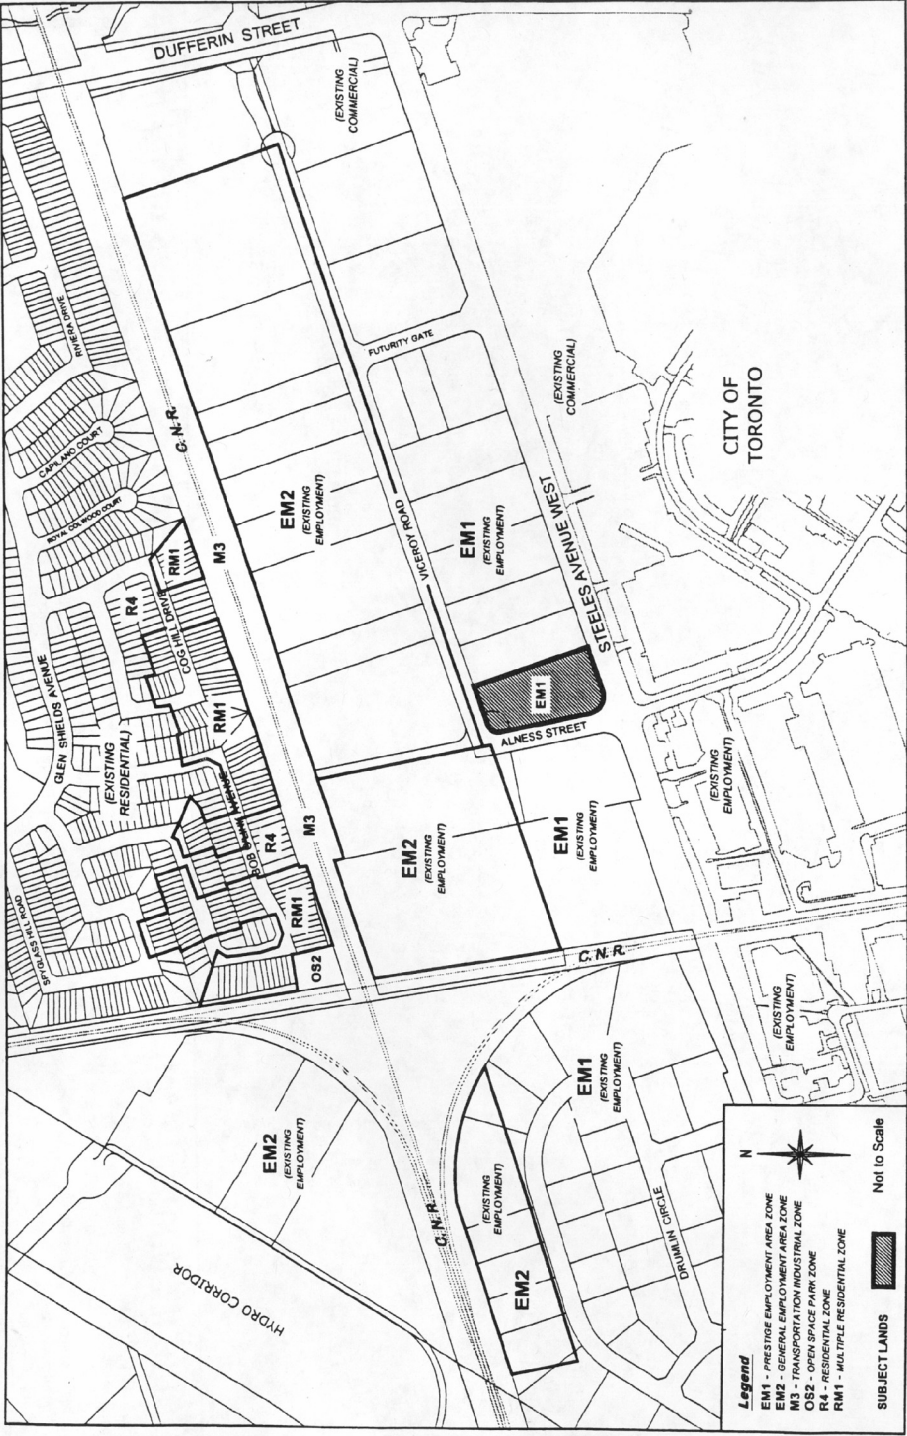 DUFFERIN STREET
(EXISTING
COMMERCIAL)
RIVIERA DRIVE
CAPILANO COURT
ROYAL COLWOOD COURT
C. N. R.
FUTURITY GATE
(EXISTING
COMMERCIAL)
CITY OF
TORONTO
EM2
(EXISTING
EMPLOYMENT)
VICEROY ROAD
EM1
(EXISTING
EMPLOYMENT)
STEELES AVENUE WEST
RM1
M3
R4
COG HILL DRIVE
GLEN SHIELDS AVENUE
(EXISTING
RESIDENTIAL)
RM1
EM1
ALNESS STREET
(EXISTING
EMPLOYMENT)
R4
M3
EM2
(EXISTING
EMPLOYMENT)
EM1
(EXISTING
EMPLOYMENT)
SPYGLASS HILL ROAD
RM1
OS2
C. N. R.
(EXISTING
EMPLOYMENT)
EM2
(EXISTING
EMPLOYMENT)
EM1
(EXISTING
EMPLOYMENT)
HYDRO CORRIDOR
C. N. R.
(EXISTING
EMPLOYMENT)
EM2
DRUMLIN CIRCLE
Legend
EM1 - PRESTIGE EMPLOYMENT AREA ZONE
EM2 - GENERAL EMPLOYMENT AREA ZONE
M3 - TRANSPORTATION INDUSTRIAL ZONE
OS2 - OPEN SPACE PARK ZONE
R4 - RESIDENTIAL ZONE
RM1 - MULTIPLE RESIDENTIAL ZONE
N
SUBJECT LANDS
Not to Scale